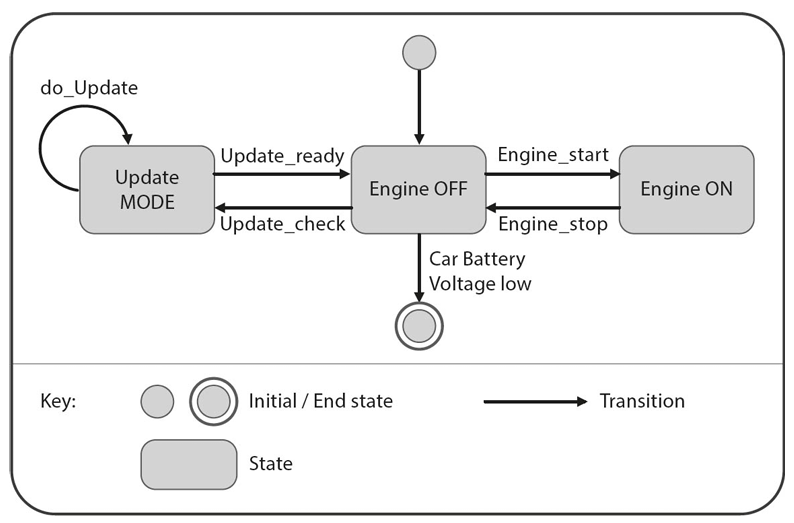 do_Update
Update
MODE
Update_ready
Update_check
Engine OFF
Engine_start
Engine_stop
Engine ON
Car Battery
Voltage low
Key:
Initial / End state
Transition
State